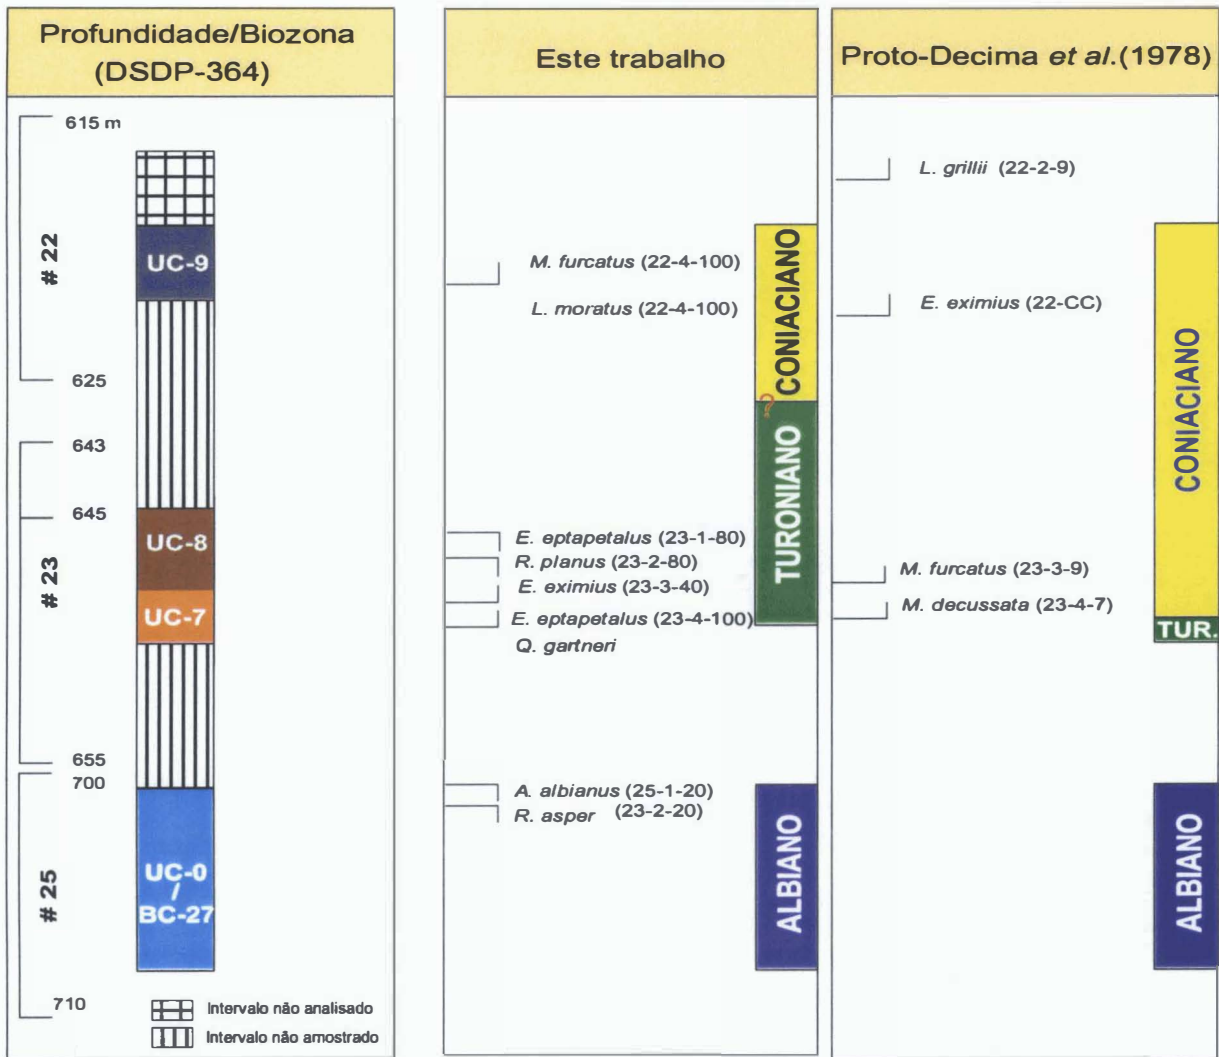 Profundidade/Biozona
(DSDP-364)
615 m
# 22
UC-9
625
643
645
# 23
UC-8
UC-7
655
700
# 25
UC-0
/
BC-27
710
Intervalo não analisado
Intervalo não amostrado
Este trabalho
M. furcatus (22-4-100)
L. moratus (22-4-100)
CONIACIANO
?
TURONIANO
E. eptapetalus (23-1-80)
R. planus (23-2-80)
E. eximius (23-3-40)
E. eptapetalus (23-4-100)
Q. gartneri
A. albianus (25-1-20)
R. asper (23-2-20)
ALBIANO
Proto-Decima et al.(1978)
L. grillii (22-2-9)
E. eximius (22-CC)
CONIACIANO
M. furcatus (23-3-9)
M. decussata (23-4-7)
TUR.
ALBIANO